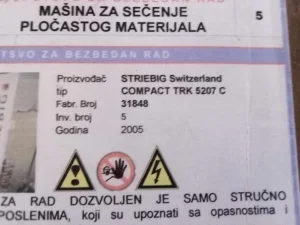 MAŠINA ZA SEČENJE 5
PLOČASTOG MATERIJALA
TSTVO ZA BEZBEDAN RAD
Proizvođač STRIEBIG Switzerland
tip COMPACT TRK 5207 C
Fabr. Broj 31848
Inv. broj 5
Godina 2005
ZA RAD DOZVOLJEN JE SAMO STRUČNO
POSLENIMA, koji su upoznati sa opasnostima i